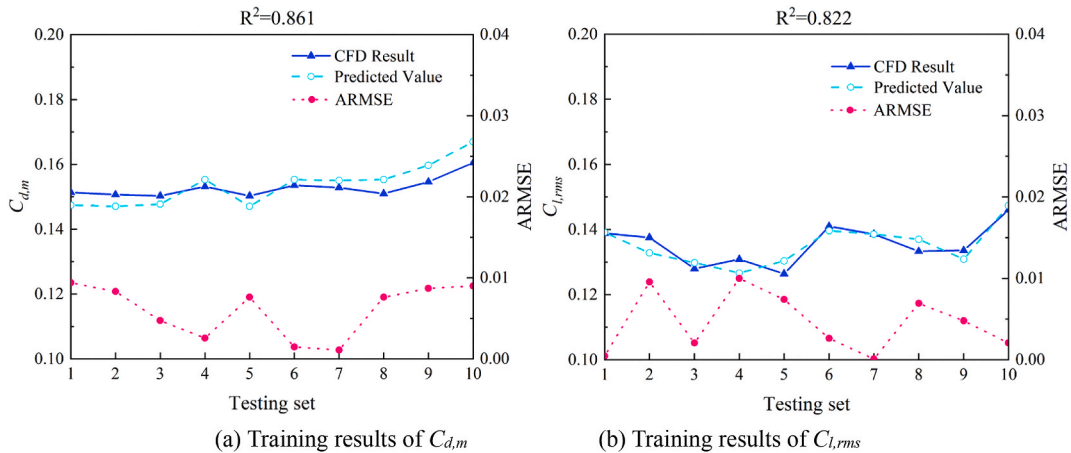 R²=0.861
0.20
0.18
0.16
0.14
0.12
0.10
C_{d,m}
CFD Result
Predicted Value
ARMSE
0.04
0.03
0.02
0.01
0.00
ARMSE
1 2 3 4 5 6 7 8 9 10
Testing set
(a) Training results of C_{d,m}
R²=0.822
0.20
0.18
0.16
0.14
0.12
0.10
C_{l,rms}
CFD Result
Predicted Value
ARMSE
0.04
0.03
0.02
0.01
0.00
ARMSE
1 2 3 4 5 6 7 8 9 10
Testing set
(b) Training results of C_{l,rms}